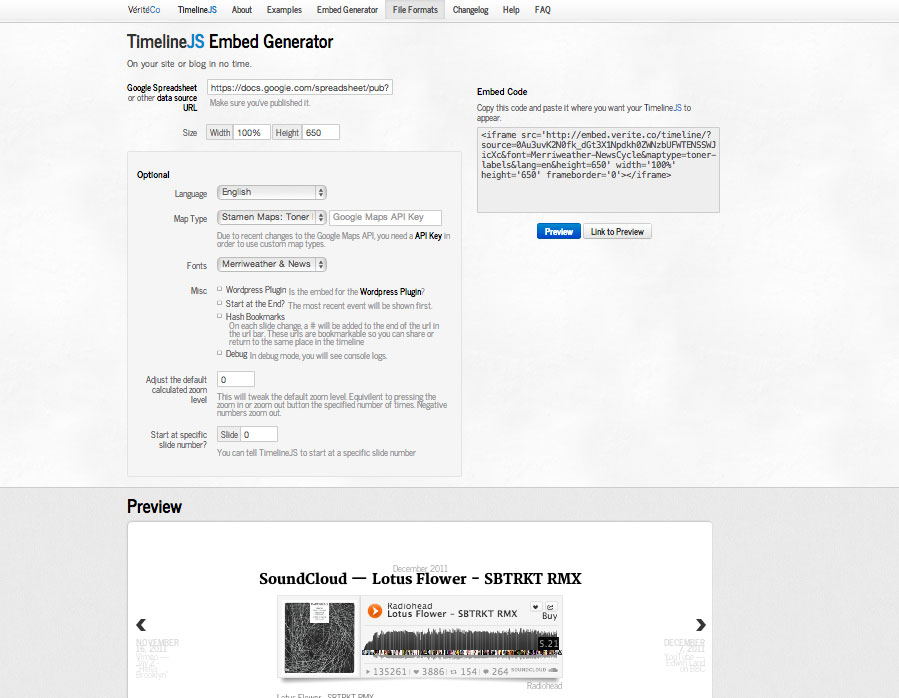 VéritéCo TimelineJS About Examples Embed Generator File Formats Changelog Help FAQ
TimelineJS Embed Generator
On your site or blog in no time.
Google Spreadsheet
or other data source
URL
https://docs.google.com/spreadsheet/pub?
Make sure you've published it.
Size Width 100% Height 650
Optional
Language English
Map Type Stamen Maps: Toner Google Maps API Key
Due to recent changes to the Google Maps API, you need a API Key in
order to use custom map types.
Fonts Merriweather & News
Misc Wordpress Plugin Is the embed for the Wordpress Plugin?
Start at the End? The most recent event will be shown first.
Hash Bookmarks
On each slide change, a # will be added to the end of the url in
the url bar. These urls are bookmarkable so you can share or
return to the same place in the timeline
Debug In debug mode, you will see console logs.
Adjust the default
calculated zoom
level
0
This will tweak the default zoom level. Equivilent to pressing the
zoom in or zoom out button the specified number of times. Negative
numbers zoom out.
Start at specific
slide number?
Slide 0
You can tell TimelineJS to start at a specific slide number
Embed Code
Copy this code and paste it where you want your TimelineJS to
appear.
<iframe src='http://embed.verite.co/timeline/?
source=0Au3uvK2N0fk_dGt3X1Npdkh0ZWNzbUFWTENSSWJ
icXc&font=Merriweather-NewsCycle&maptype=toner-
labels&lang=en&height=650' width='100%'
height='650' frameborder='0'></iframe>
Preview Link to Preview
Preview
December 2011
SoundCloud — Lotus Flower - SBTRKT RMX
Radiohead
Lotus Flower - SBTRKT RMX
Buy
5.21
135261 3886 154 264 SOUNDCLOUD
Radiohead
Lotus Flower - SBTRKT RMX
NOVEMBER
15, 2011
Vimeo —
Brooklyn
DECEMBER
7, 2011
YouTube —